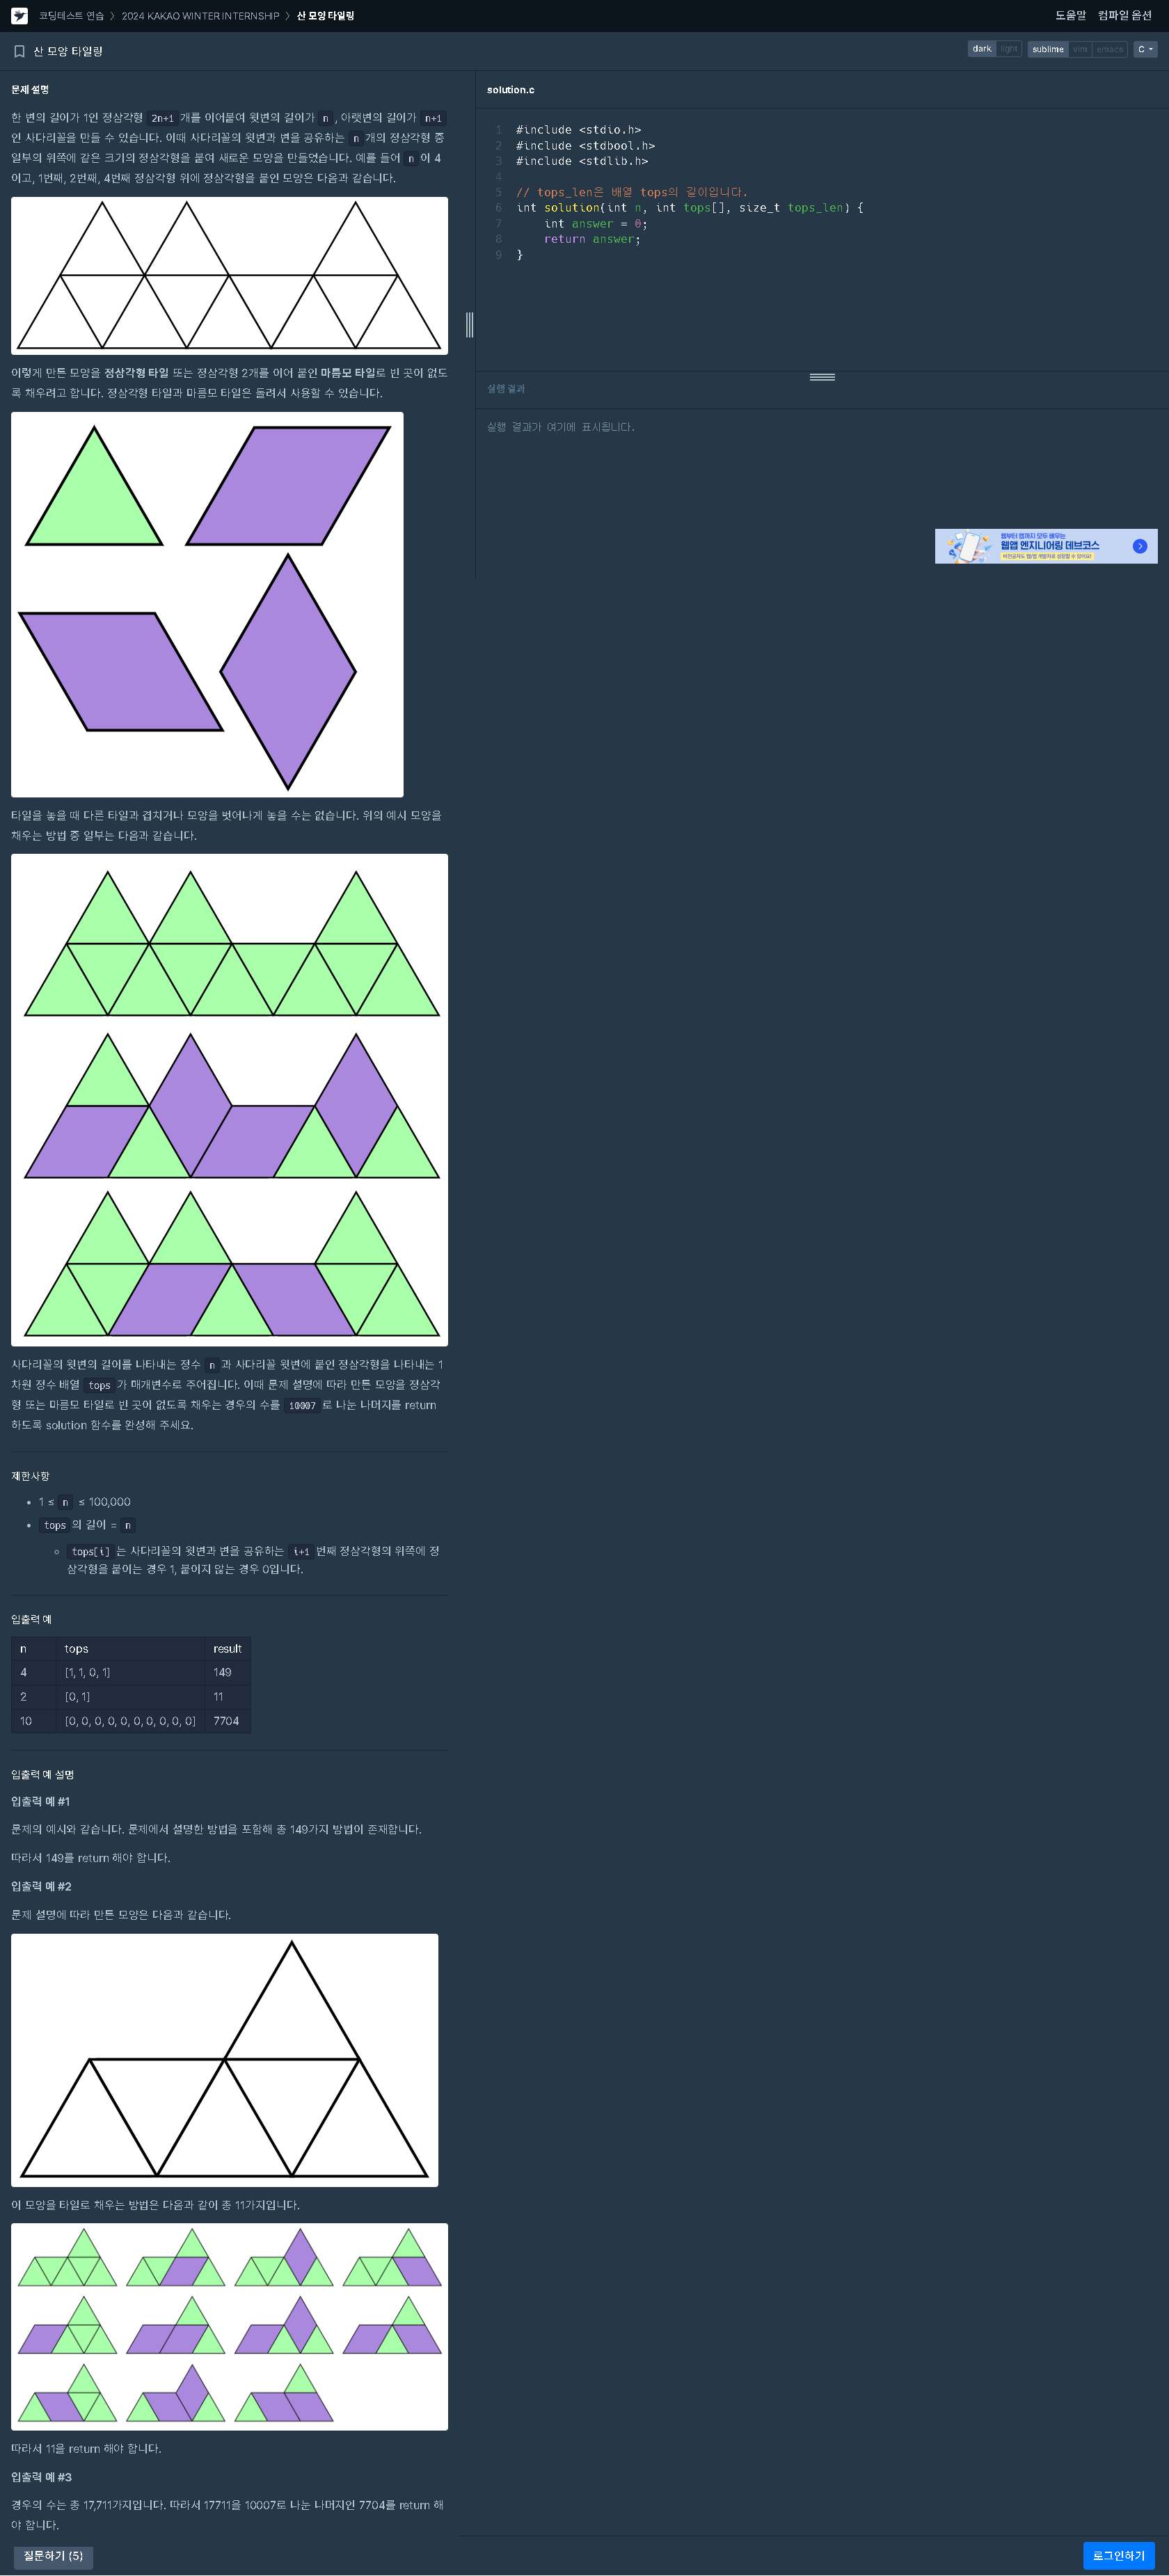 코딩테스트 연습 〉 2024 KAKAO WINTER INTERNSHIP 〉 산 모양 타일링
도움말 컴파일 옵션
산 모양 타일링
dark light sublime vim emacs C
문제 설명
한 변의 길이가 1인 정삼각형 2n+1 개를 이어붙여 윗변의 길이가 n , 아랫변의 길이가 n+1
인 사다리꼴을 만들 수 있습니다. 이때 사다리꼴의 윗변과 변을 공유하는 n 개의 정삼각형 중
일부의 위쪽에 같은 크기의 정삼각형을 붙여 새로운 모양을 만들었습니다. 예를 들어 n 이 4
이고, 1번째, 2번째, 4번째 정삼각형 위에 정삼각형을 붙인 모양은 다음과 같습니다.
이렇게 만든 모양을 정삼각형 타일 또는 정삼각형 2개를 이어 붙인 마름모 타일로 빈 곳이 없도
록 채우려고 합니다. 정삼각형 타일과 마름모 타일은 돌려서 사용할 수 있습니다.
타일을 놓을 때 다른 타일과 겹치거나 모양을 벗어나게 놓을 수는 없습니다. 위의 예시 모양을
채우는 방법 중 일부는 다음과 같습니다.
사다리꼴의 윗변의 길이를 나타내는 정수 n 과 사다리꼴 윗변에 붙인 정삼각형을 나타내는 1
차원 정수 배열 tops 가 매개변수로 주어집니다. 이때 문제 설명에 따라 만든 모양을 정삼각
형 또는 마름모 타일로 빈 곳이 없도록 채우는 경우의 수를 10007 로 나눈 나머지를 return
하도록 solution 함수를 완성해 주세요.
제한사항
• 1 ≤ n ≤ 100,000
• tops 의 길이 = n
◦ tops[i] 는 사다리꼴의 윗변과 변을 공유하는 i+1 번째 정삼각형의 위쪽에 정
삼각형을 붙이는 경우 1, 붙이지 않는 경우 0입니다.
입출력 예
n tops result
4 [1, 1, 0, 1] 149
2 [0, 1] 11
10 [0, 0, 0, 0, 0, 0, 0, 0, 0, 0] 7704
입출력 예 설명
입출력 예 #1
문제의 예시와 같습니다. 문제에서 설명한 방법을 포함해 총 149가지 방법이 존재합니다.
따라서 149를 return 해야 합니다.
입출력 예 #2
문제 설명에 따라 만든 모양은 다음과 같습니다.
이 모양을 타일로 채우는 방법은 다음과 같이 총 11가지입니다.
따라서 11을 return 해야 합니다.
입출력 예 #3
경우의 수는 총 17,711가지입니다. 따라서 17711을 10007로 나눈 나머지인 7704를 return 해
야 합니다.
질문하기 (5)
solution.c
1 #include <stdio.h>
2 #include <stdbool.h>
3 #include <stdlib.h>
4
5 // tops_len은 배열 tops의 길이입니다.
6 int solution(int n, int tops[], size_t tops_len) {
7 int answer = 0;
8 return answer;
9 }
실행 결과
실행 결과가 여기에 표시됩니다.
웹부터 앱까지 모두 배우는
웹앱 엔지니어링 데브코스
비전공자도 웹/앱 개발자로 성장할 수 있어요!
로그인하기